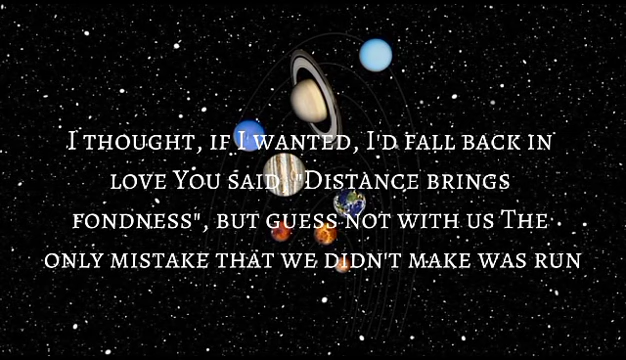 I thought, if I wanted, I'd fall back in
love You said, "Distance brings
fondness", but guess not with us The
only mistake that we didn't make was run